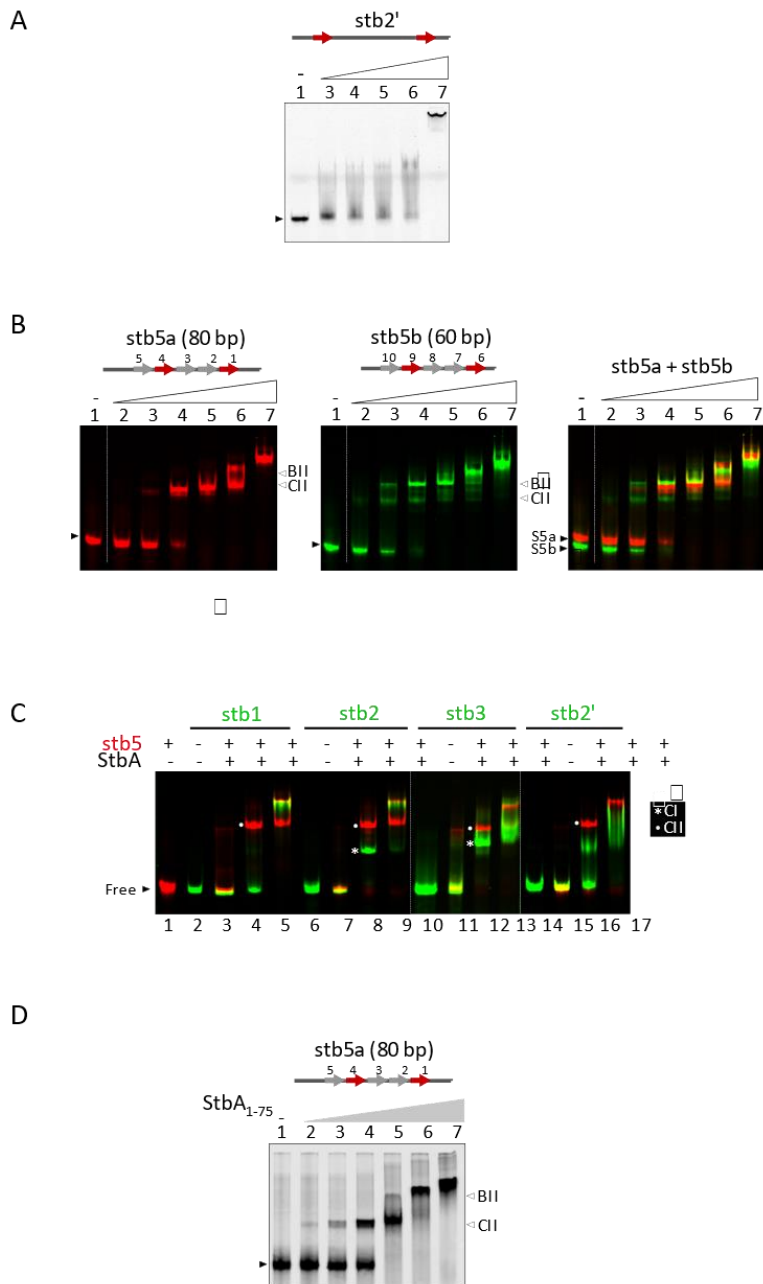 A
stb2'
-
1 3 4 5 6 7
B
stb5a (80 bp)
5 4 3 2 1
-
1 2 3 4 5 6 7
BII
CII
stb5b (60 bp)
10 9 8 7 6
-
1 2 3 4 5 6 7
BII
CII
stb5a + stb5b
-
1 2 3 4 5 6 7
S5a
S5b
C
stb1 stb2 stb3 stb2'
stb5 + - + + + - + + + - + + + - + + + +
StbA - - + + + - + + + - + + + - + + + +
* CI
• CII
Free
1 2 3 4 5 6 7 8 9 10 11 12 13 14 15 16 17
D
stb5a (80 bp)
5 4 3 2 1
StbA1-75
-
1 2 3 4 5 6 7
BII
CII